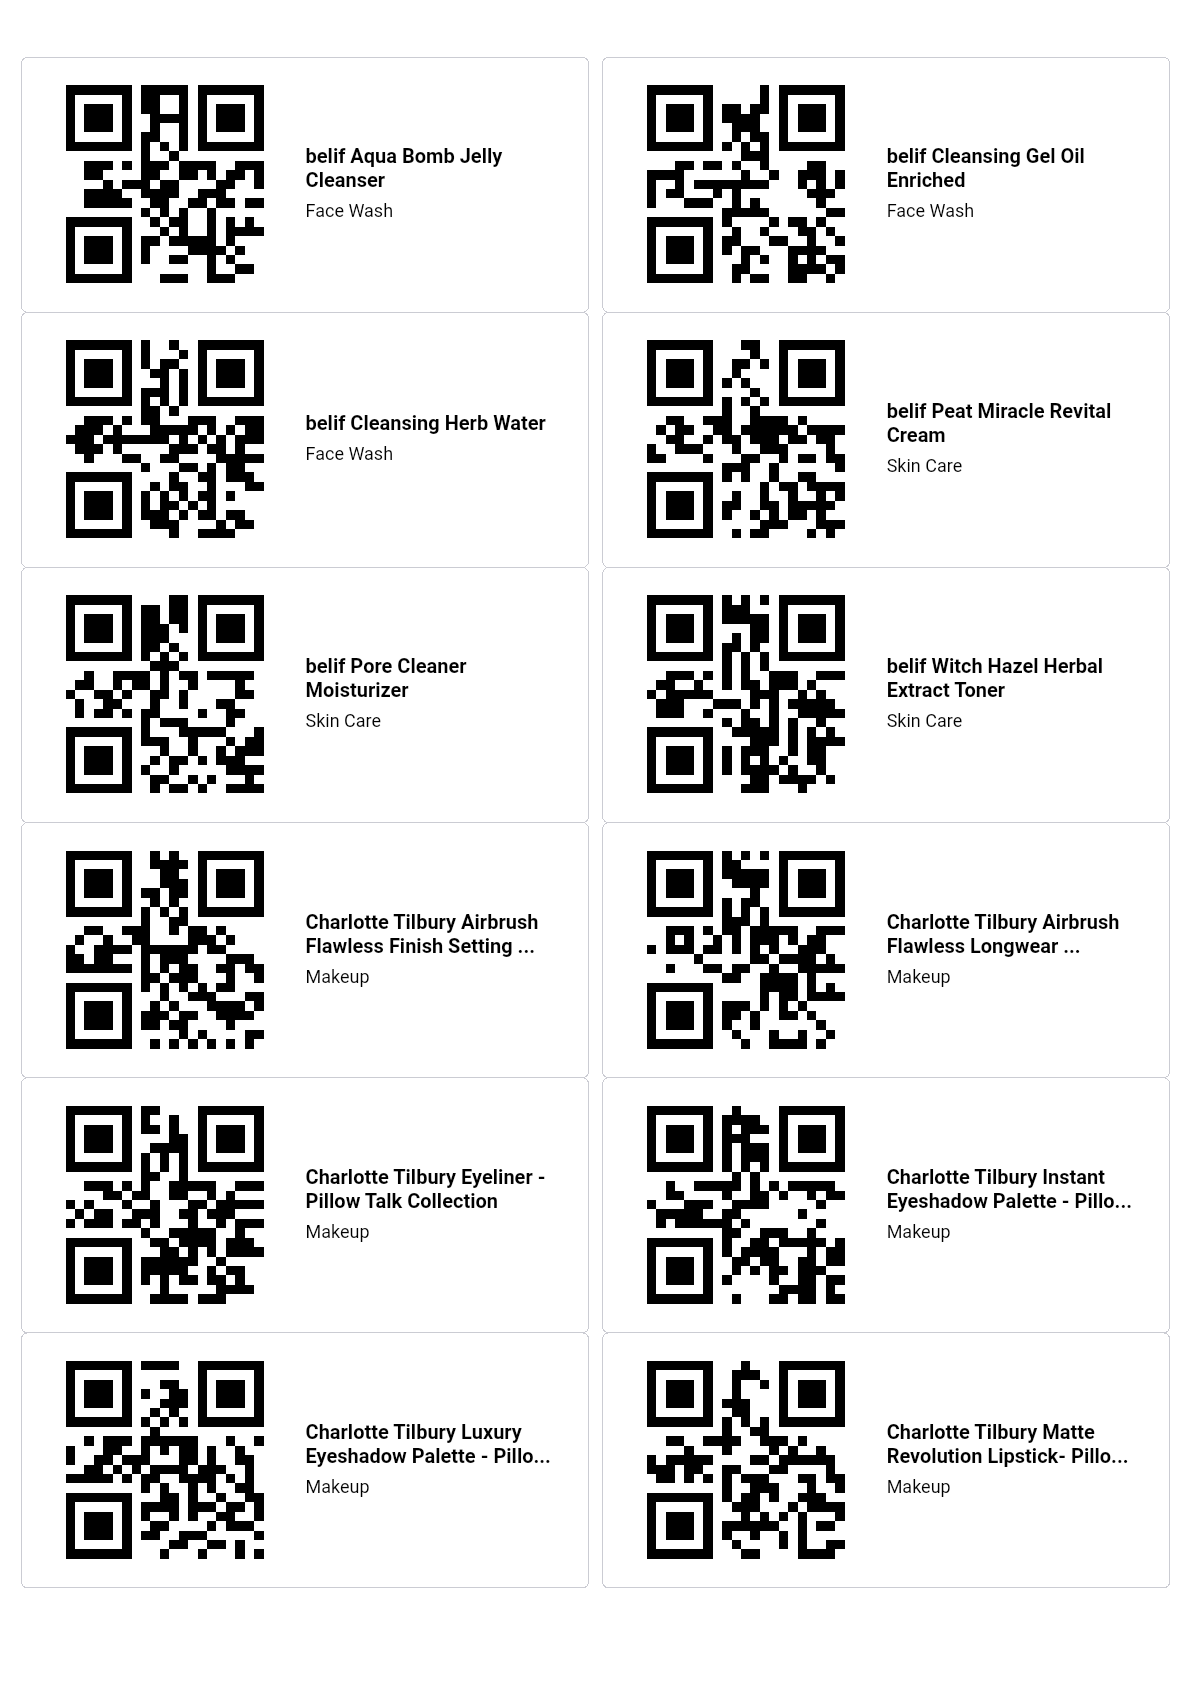 belif Aqua Bomb Jelly
Cleanser
Face Wash
belif Cleansing Gel Oil
Enriched
Face Wash
belif Cleansing Herb Water
Face Wash
belif Peat Miracle Revital
Cream
Skin Care
belif Pore Cleaner
Moisturizer
Skin Care
belif Witch Hazel Herbal
Extract Toner
Skin Care
Charlotte Tilbury Airbrush
Flawless Finish Setting ...
Makeup
Charlotte Tilbury Airbrush
Flawless Longwear ...
Makeup
Charlotte Tilbury Eyeliner -
Pillow Talk Collection
Makeup
Charlotte Tilbury Instant
Eyeshadow Palette - Pillo...
Makeup
Charlotte Tilbury Luxury
Eyeshadow Palette - Pillo...
Makeup
Charlotte Tilbury Matte
Revolution Lipstick- Pillo...
Makeup